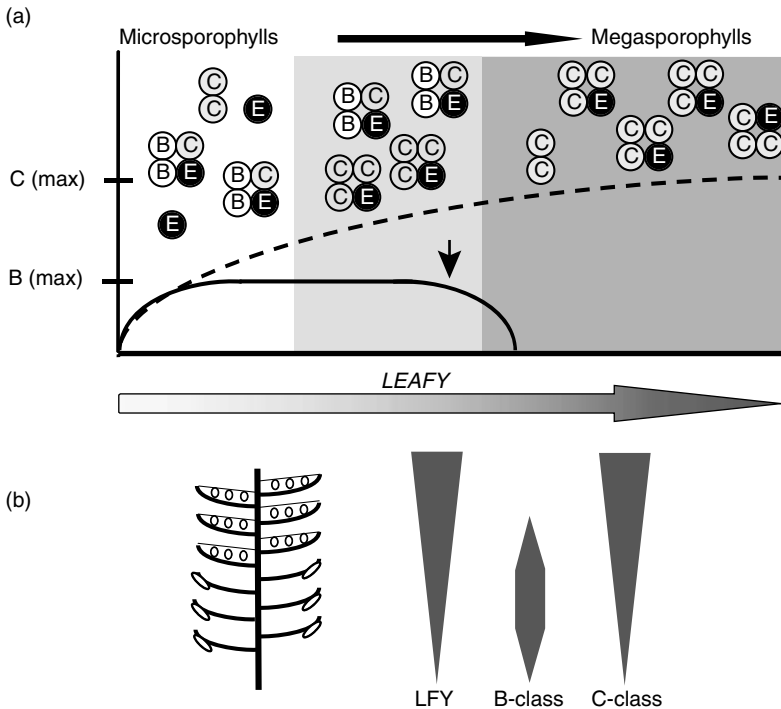 (a)
Microsporophylls Megasporophylls
C C C C C C
B C B C C C C C
C E B E B E C E C E
B C B C C C C C C C E
B E B E C E C E C C E C C
E
C (max)
B (max)
LEAFY
(b)
LFY B-class C-class